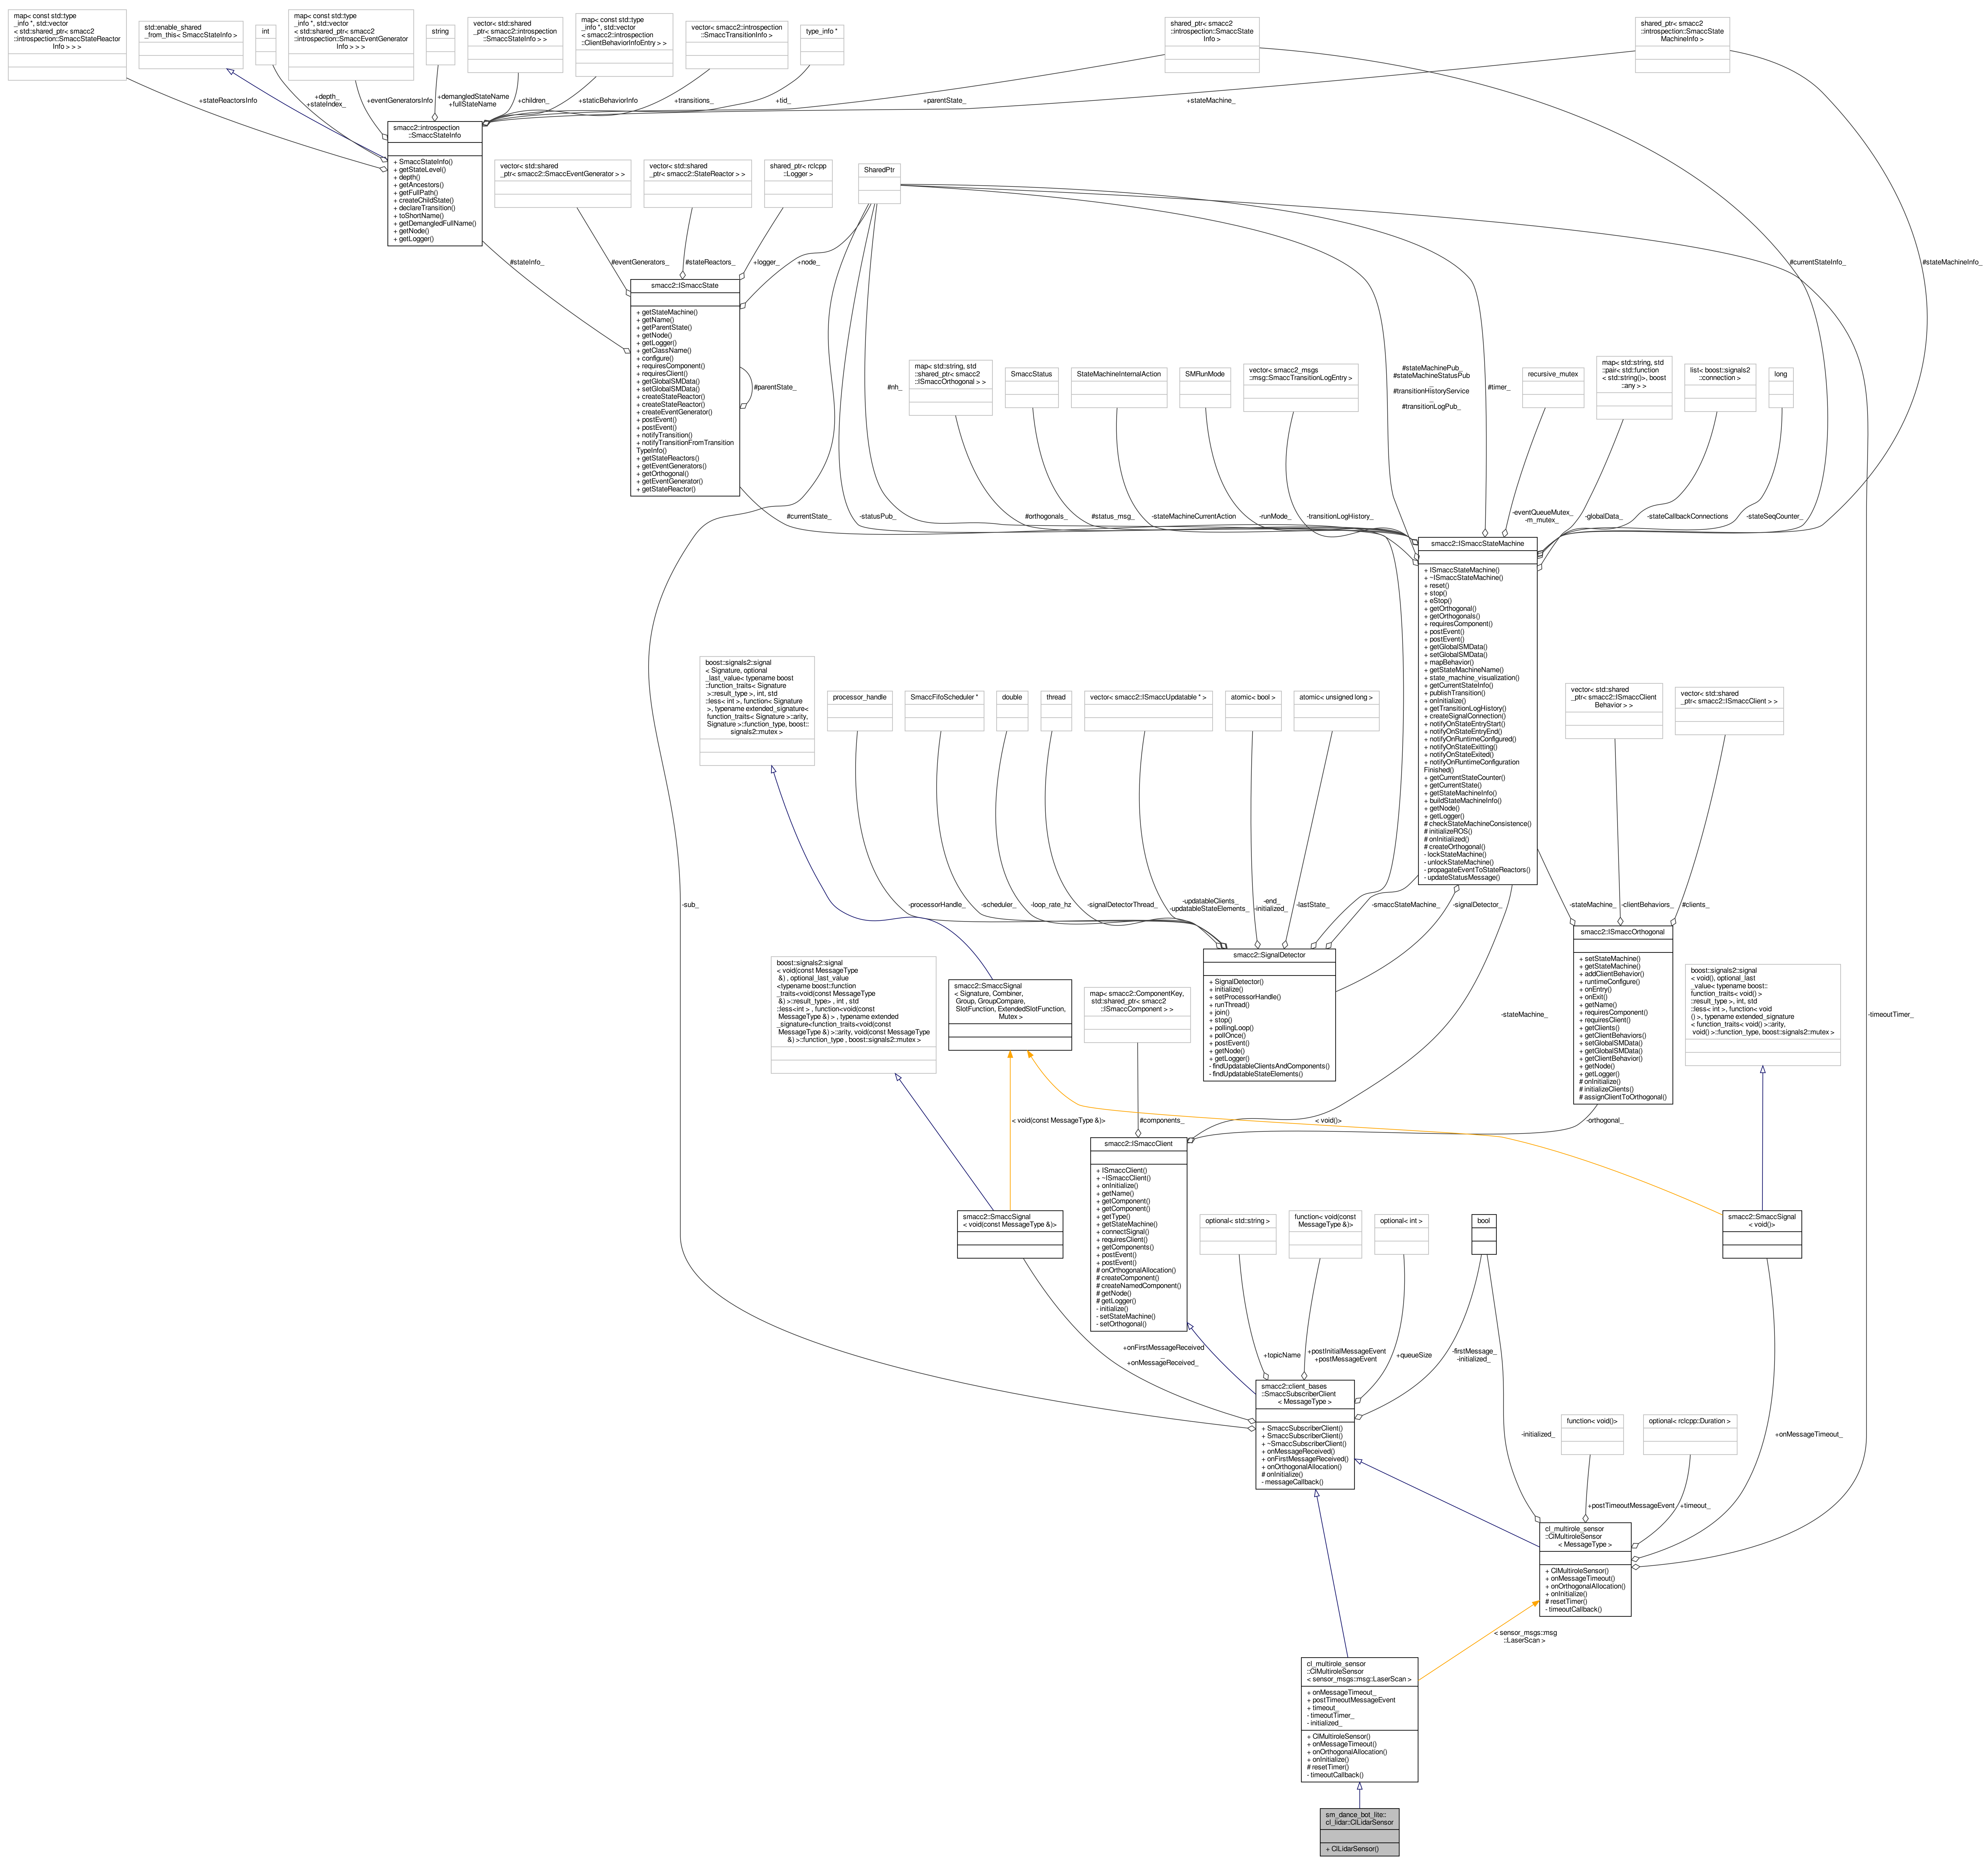 map< const std::type
_info *, std::vector
< std::shared_ptr< smacc2
::introspection::SmaccStateReactor
Info > > >
std::enable_shared
_from_this< SmaccStateInfo >
int
map< const std::type
_info *, std::vector
< std::shared_ptr< smacc2
::introspection::SmaccEventGenerator
Info > > >
string
vector< std::shared
_ptr< smacc2::introspection
::SmaccStateInfo > >
map< const std::type
_info *, std::vector
< smacc2::introspection
::ClientBehaviorInfoEntry > >
vector< smacc2::introspection
::SmaccTransitionInfo >
type_info *
shared_ptr< smacc2
::introspection::SmaccState
Info >
shared_ptr< smacc2
::introspection::SmaccState
MachineInfo >
+stateReactorsInfo
+depth_
+stateIndex_
+eventGeneratorsInfo
+demangledStateName
+fullStateName
+children_
+staticBehaviorInfo
+transitions_
+tid_
+parentState_
+stateMachine_
smacc2::introspection
::SmaccStateInfo
+ SmaccStateInfo()
+ getStateLevel()
+ depth()
+ getAncestors()
+ getFullPath()
+ createChildState()
+ declareTransition()
+ toShortName()
+ getDemangledFullName()
+ getNode()
+ getLogger()
vector< std::shared
_ptr< smacc2::SmaccEventGenerator > >
vector< std::shared
_ptr< smacc2::StateReactor > >
shared_ptr< rclcpp
::Logger >
SharedPtr
#stateInfo_
#eventGenerators_
#stateReactors_
+logger_
+node_
#currentStateInfo_
#stateMachineInfo_
smacc2::ISmaccState
+ getStateMachine()
+ getName()
+ getParentState()
+ getNode()
+ getLogger()
+ getClassName()
+ configure()
+ requiresComponent()
+ requiresClient()
+ getGlobalSMData()
+ setGlobalSMData()
+ createStateReactor()
+ createStateReactor()
+ createEventGenerator()
+ postEvent()
+ postEvent()
+ notifyTransition()
+ notifyTransitionFromTransition
TypeInfo()
+ getStateReactors()
+ getEventGenerators()
+ getOrthogonal()
+ getEventGenerator()
+ getStateReactor()
#parentState_
#nh_
map< std::string, std
::shared_ptr< smacc2
::ISmaccOrthogonal > >
SmaccStatus
StateMachineInternalAction
SMRunMode
vector< smacc2_msgs
::msg::SmaccTransitionLogEntry >
#stateMachinePub_
#stateMachineStatusPub
_
#transitionHistoryService
_
#transitionLogPub_
#timer_
recursive_mutex
map< std::string, std
::pair< std::function
< std::string()>, boost
::any > >
list< boost::signals2
::connection >
long
#currentState_
-statusPub_
#orthogonals_
#status_msg_
-stateMachineCurrentAction
-runMode_
-transitionLogHistory_
-eventQueueMutex_
-m_mutex_
-globalData_
-stateCallbackConnections
-stateSeqCounter_
smacc2::ISmaccStateMachine
+ ISmaccStateMachine()
+ ~ISmaccStateMachine()
+ reset()
+ stop()
+ eStop()
+ getOrthogonal()
+ getOrthogonals()
+ requiresComponent()
+ postEvent()
+ postEvent()
+ getGlobalSMData()
+ setGlobalSMData()
+ mapBehavior()
+ getStateMachineName()
+ state_machine_visualization()
+ getCurrentStateInfo()
+ publishTransition()
+ onInitialize()
+ getTransitionLogHistory()
+ createSignalConnection()
+ notifyOnStateEntryStart()
+ notifyOnStateEntryEnd()
+ notifyOnRuntimeConfigured()
+ notifyOnStateExitting()
+ notifyOnStateExited()
+ notifyOnRuntimeConfiguration
Finished()
+ getCurrentStateCounter()
+ getCurrentState()
+ getStateMachineInfo()
+ buildStateMachineInfo()
+ getNode()
+ getLogger()
# checkStateMachineConsistence()
# initializeROS()
# onInitialized()
# createOrthogonal()
- lockStateMachine()
- unlockStateMachine()
- propagateEventToStateReactors()
- updateStatusMessage()
boost::signals2::signal
< Signature, optional
_last_value< typename boost
::function_traits< Signature
>::result_type >, int, std
::less< int >, function< Signature
>, typename extended_signature<
function_traits< Signature >::arity,
Signature >::function_type, boost::
signals2::mutex >
processor_handle
SmaccFifoScheduler *
double
thread
vector< smacc2::ISmaccUpdatable * >
atomic< bool >
atomic< unsigned long >
vector< std::shared
_ptr< smacc2::ISmaccClient
Behavior > >
vector< std::shared
_ptr< smacc2::ISmaccClient > >
-sub_
-processorHandle_
-scheduler_
-loop_rate_hz
-signalDetectorThread_
-updatableClients_
-updatableStateElements_
-end_
-initialized_
-lastState_
-smaccStateMachine_
-signalDetector_
-stateMachine_
-clientBehaviors_
#clients_
smacc2::SignalDetector
+ SignalDetector()
+ initialize()
+ setProcessorHandle()
+ runThread()
+ join()
+ stop()
+ pollingLoop()
+ pollOnce()
+ postEvent()
+ getNode()
+ getLogger()
- findUpdatableClientsAndComponents()
- findUpdatableStateElements()
smacc2::ISmaccOrthogonal
+ setStateMachine()
+ getStateMachine()
+ addClientBehavior()
+ runtimeConfigure()
+ onEntry()
+ onExit()
+ getName()
+ requiresComponent()
+ requiresClient()
+ getClients()
+ getClientBehaviors()
+ setGlobalSMData()
+ getGlobalSMData()
+ getClientBehavior()
+ getNode()
+ getLogger()
# onInitialize()
# initializeClients()
# assignClientToOrthogonal()
boost::signals2::signal
< void(const MessageType
&) , optional_last_value
<typename boost::function
_traits<void(const MessageType
&) >::result_type> , int , std
::less<int > , function<void(const
MessageType &) > , typename extended
_signature<function_traits<void(const
MessageType &) >::arity, void(const MessageType
&) >::function_type , boost::signals2::mutex >
smacc2::SmaccSignal
< Signature, Combiner,
Group, GroupCompare,
SlotFunction, ExtendedSlotFunction,
Mutex >
map< smacc2::ComponentKey,
std::shared_ptr< smacc2
::ISmaccComponent > >
boost::signals2::signal
< void(), optional_last
_value< typename boost::
function_traits< void() >
::result_type >, int, std
::less< int >, function< void
() >, typename extended_signature
< function_traits< void() >::arity,
void() >::function_type, boost::signals2::mutex >
-stateMachine_
-timeoutTimer_
< void(const MessageType &)>
#components_
< void()>
-orthogonal_
smacc2::ISmaccClient
+ ISmaccClient()
+ ~ISmaccClient()
+ onInitialize()
+ getName()
+ getComponent()
+ getComponent()
+ getType()
+ getStateMachine()
+ connectSignal()
+ requiresClient()
+ getComponents()
+ postEvent()
+ postEvent()
# onOrthogonalAllocation()
# createComponent()
# createNamedComponent()
# getNode()
# getLogger()
- initialize()
- setStateMachine()
- setOrthogonal()
smacc2::SmaccSignal
< void(const MessageType &)>
optional< std::string >
function< void(const
MessageType &)>
optional< int >
bool
smacc2::SmaccSignal
< void()>
+onFirstMessageReceived
_
+onMessageReceived_
+topicName
+postInitialMessageEvent
+postMessageEvent
+queueSize
-firstMessage_
-initialized_
smacc2::client_bases
::SmaccSubscriberClient
< MessageType >
+ SmaccSubscriberClient()
+ SmaccSubscriberClient()
+ ~SmaccSubscriberClient()
+ onMessageReceived()
+ onFirstMessageReceived()
+ onOrthogonalAllocation()
# onInitialize()
- messageCallback()
function< void()>
optional< rclcpp::Duration >
-initialized_
+onMessageTimeout_
+postTimeoutMessageEvent
+timeout_
cl_multirole_sensor
::ClMultiroleSensor
< MessageType >
+ ClMultiroleSensor()
+ onMessageTimeout()
+ onOrthogonalAllocation()
+ onInitialize()
# resetTimer()
- timeoutCallback()
< sensor_msgs::msg
::LaserScan >
cl_multirole_sensor
::ClMultiroleSensor
< sensor_msgs::msg::LaserScan >
+ onMessageTimeout_
+ postTimeoutMessageEvent
+ timeout_
- timeoutTimer_
- initialized_
+ ClMultiroleSensor()
+ onMessageTimeout()
+ onOrthogonalAllocation()
+ onInitialize()
# resetTimer()
- timeoutCallback()
sm_dance_bot_lite::
cl_lidar::ClLidarSensor
+ ClLidarSensor()